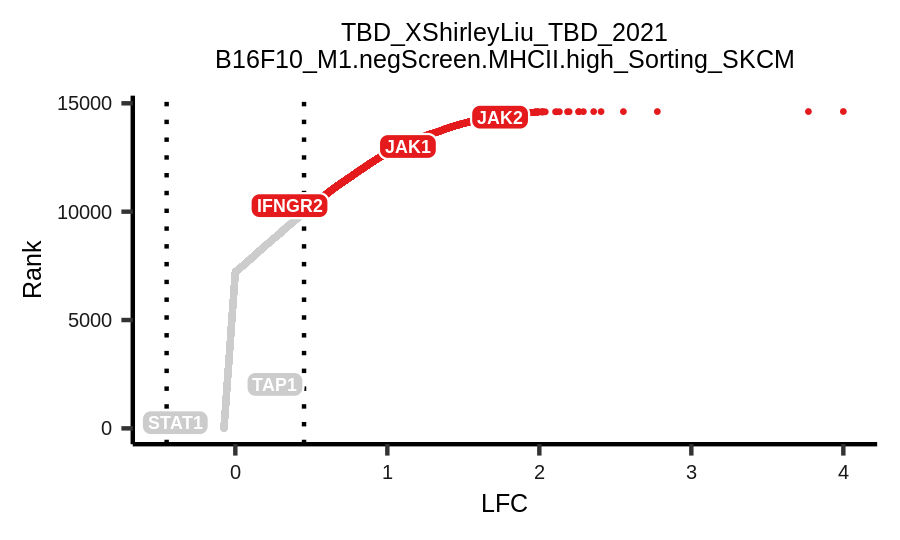 TBD_XShirleyLiu_TBD_2021
B16F10_M1.negScreen.MHCII.high_Sorting_SKCM
15000
10000
5000
0
Rank
JAK2
JAK1
IFNGR2
TAP1
STAT1
0 1 2 3 4
LFC